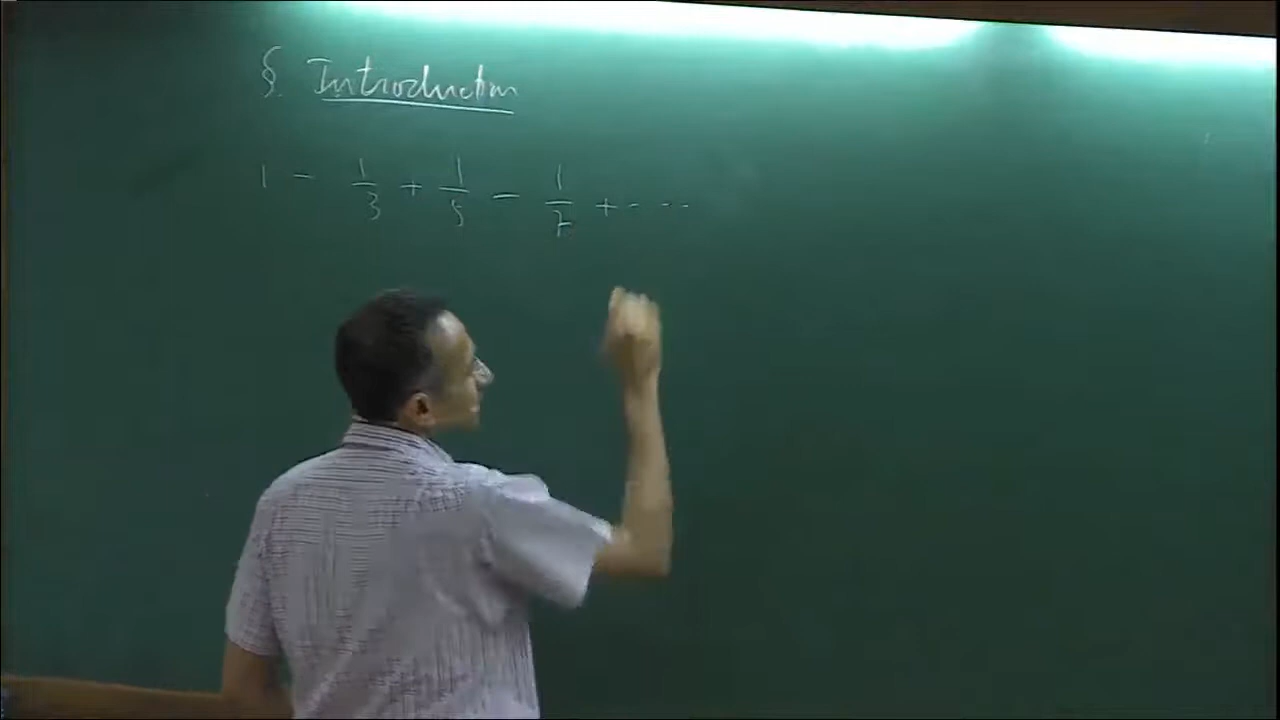 §. Introduction
1 - 1/3 + 1/5 - 1/7 + - - - -